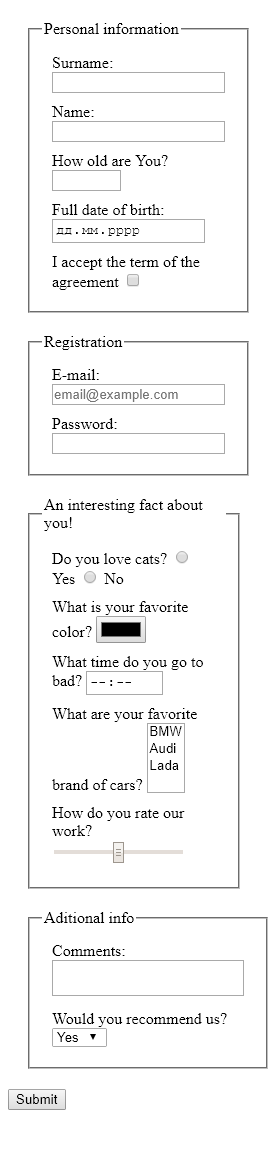 Personal information
Surname:
Name:
How old are You?
Full date of birth:
дд.мм.рррр
I accept the term of the
agreement
Registration
E-mail:
email@example.com
Password:
An interesting fact about
you!
Do you love cats?
Yes No
What is your favorite
color?
What time do you go to
bad? --:--
What are your favorite
BMW
Audi
Lada
brand of cars?
How do you rate our
work?
Aditional info
Comments:
Would you recommend us?
Yes
Submit